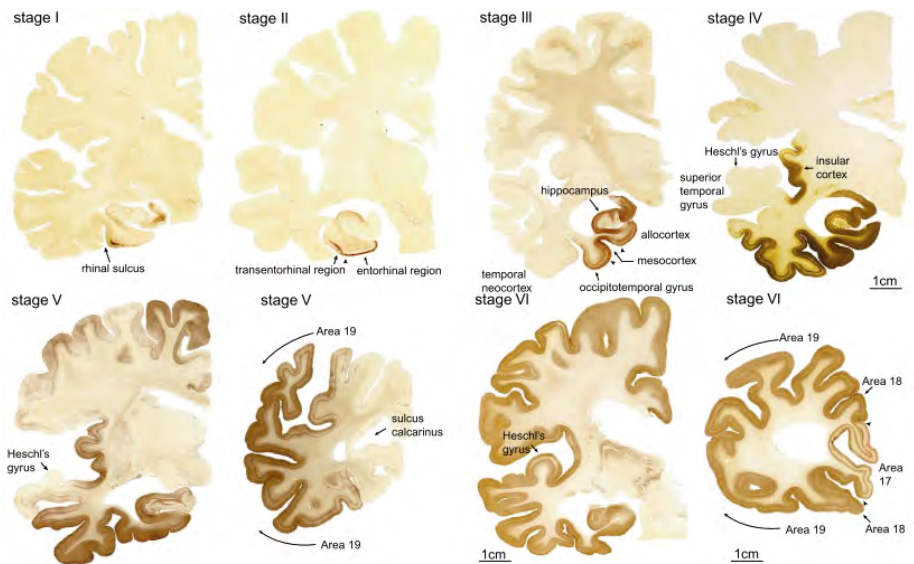 stage I
stage II
stage III
stage IV
rhinal sulcus
transentorhinal region
entorhinal region
hippocampus
allocortex
mesocortex
occipitotemporal gyrus
temporal
neocortex
Heschl's gyrus
superior
temporal
gyrus
insular
cortex
1cm
stage V
stage V
stage VI
stage VI
Heschl's
gyrus
Area 19
sulcus
calcarinus
Area 19
Heschl's
gyrus
1cm
Area 19
Area 18
Area
17
Area 19
Area 18
1cm